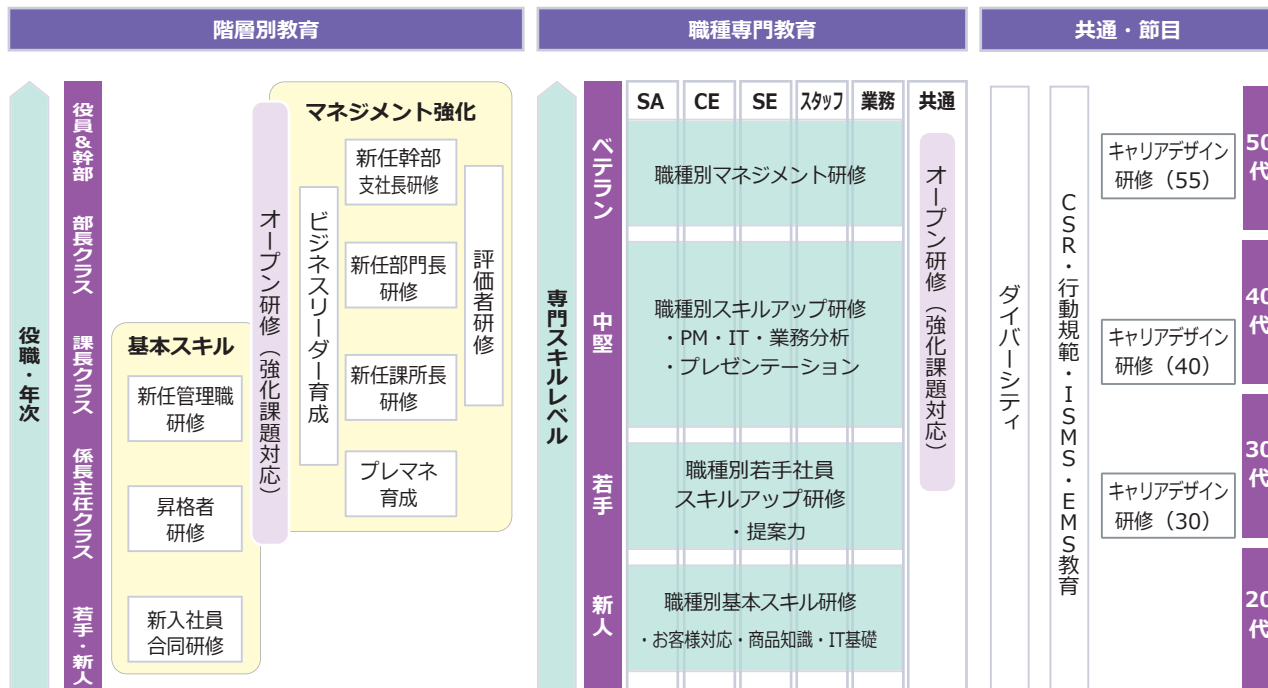 階層別教育
職種専門教育
共通・節目
役職・年次
役員&幹部
部長クラス
課長クラス
係長主任クラス
若手・新人
基本スキル
新任管理職
研修
昇格者
研修
新入社員
合同研修
オープン研修（強化課題対応）
マネジメント強化
ビジネスリーダー育成
新任幹部
支社長研修
新任部門長
研修
新任課所長
研修
プレマネ
育成
評価者研修
専門スキルレベル
ベテラン
中堅
若手
新人
SA
CE
SE
スタッフ
業務
共通
職種別マネジメント研修
職種別スキルアップ研修
・PM・IT・業務分析
・プレゼンテーション
職種別若手社員
スキルアップ研修
・提案力
職種別基本スキル研修
・お客様対応・商品知識・IT基礎
オープン研修（強化課題対応）
ダイバーシティ
CSR・行動規範・ISMS・EMS教育
キャリアデザイン
研修（55）
キャリアデザイン
研修（40）
キャリアデザイン
研修（30）
50
代
40
代
30
代
20
代